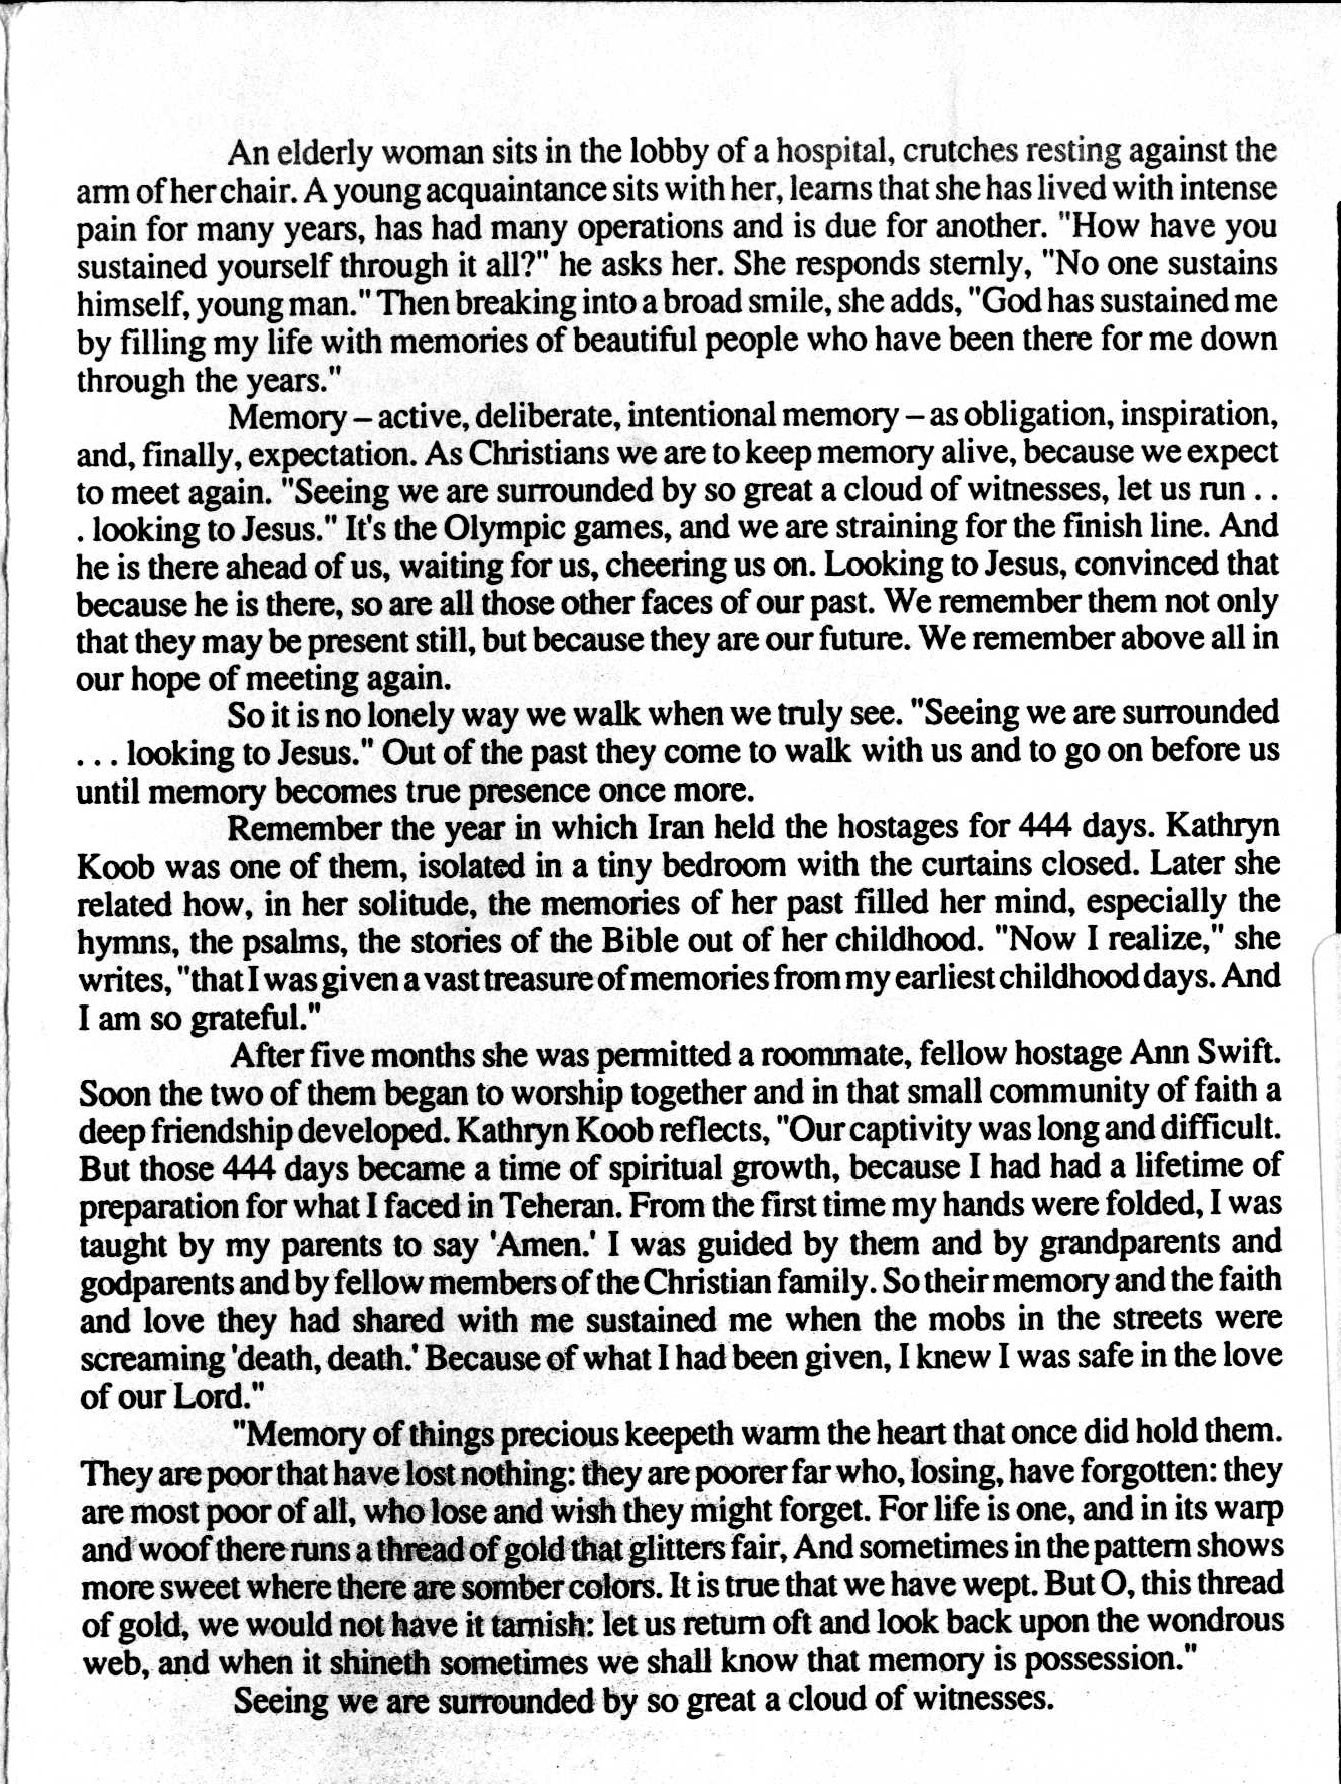 An elderly woman sits in the lobby of a hospital, crutches resting against the
arm of her chair. A young acquaintance sits with her, learns that she has lived with intense
pain for many years, has had many operations and is due for another. "How have you
sustained yourself through it all?" he asks her. She responds sternly, "No one sustains
himself, young man." Then breaking into a broad smile, she adds, "God has sustained me
by filling my life with memories of beautiful people who have been there for me down
through the years."
Memory – active, deliberate, intentional memory – as obligation, inspiration,
and, finally, expectation. As Christians we are to keep memory alive, because we expect
to meet again. "Seeing we are surrounded by so great a cloud of witnesses, let us run . .
. looking to Jesus." It's the Olympic games, and we are straining for the finish line. And
he is there ahead of us, waiting for us, cheering us on. Looking to Jesus, convinced that
because he is there, so are all those other faces of our past. We remember them not only
that they may be present still, but because they are our future. We remember above all in
our hope of meeting again.
So it is no lonely way we walk when we truly see. "Seeing we are surrounded
. . . looking to Jesus." Out of the past they come to walk with us and to go on before us
until memory becomes true presence once more.
Remember the year in which Iran held the hostages for 444 days. Kathryn
Koob was one of them, isolated in a tiny bedroom with the curtains closed. Later she
related how, in her solitude, the memories of her past filled her mind, especially the
hymns, the psalms, the stories of the Bible out of her childhood. "Now I realize," she
writes, "that I was given a vast treasure of memories from my earliest childhood days. And
I am so grateful."
After five months she was permitted a roommate, fellow hostage Ann Swift.
Soon the two of them began to worship together and in that small community of faith a
deep friendship developed. Kathryn Koob reflects, "Our captivity was long and difficult.
But those 444 days became a time of spiritual growth, because I had had a lifetime of
preparation for what I faced in Teheran. From the first time my hands were folded, I was
taught by my parents to say 'Amen.' I was guided by them and by grandparents and
godparents and by fellow members of the Christian family. So their memory and the faith
and love they had shared with me sustained me when the mobs in the streets were
screaming 'death, death.' Because of what I had been given, I knew I was safe in the love
of our Lord."
"Memory of things precious keepeth warm the heart that once did hold them.
They are poor that have lost nothing: they are poorer far who, losing, have forgotten: they
are most poor of all, who lose and wish they might forget. For life is one, and in its warp
and woof there runs a thread of gold that glitters fair, And sometimes in the pattern shows
more sweet where there are somber colors. It is true that we have wept. But O, this thread
of gold, we would not have it tarnish: let us return oft and look back upon the wondrous
web, and when it shineth sometimes we shall know that memory is possession."
Seeing we are surrounded by so great a cloud of witnesses.